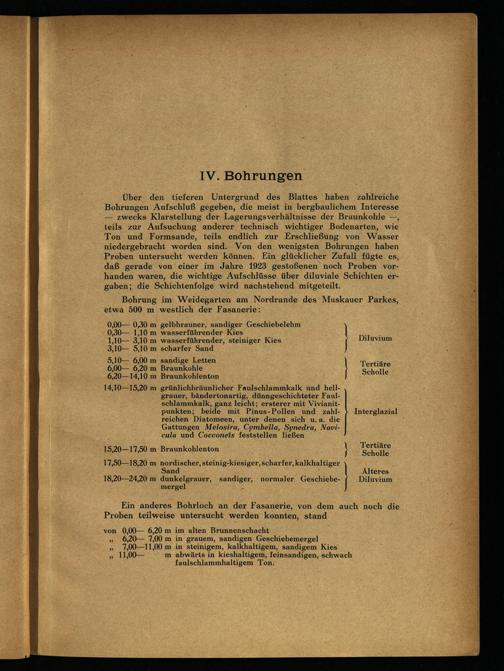 IV. Bohrungen
Über den tieferen Untergrund des Blattes haben zahlreiche
Bohrungen Aufschluß gegeben, die meist in bergbaulichem Interesse
— zwecks Klarstellung der Lagerungsverhältnisse der Braunkohle —,
teils zur Aufsuchung anderer technisch wichtiger Bodenarten, wie
Ton und Formsande, teils endlich zur Erschließung von Wasser
niedergebracht worden sind. Von den wenigsten Bohrungen haben
Proben untersucht werden können. Ein glücklicher Zufall fügte es,
daß gerade von einer im Jahre 1923 gestoßenen noch Proben vor-
handen waren, die wichtige Aufschlüsse über diluviale Schichten er-
gaben; die Schichtenfolge wird nachstehend mitgeteilt.
Bohrung im Weidegarten am Nordrande des Muskauer Parkes,
etwa 500 m westlich der Fasanerie:
0,00— 0,30 m gelbbrauner, sandiger Geschiebelehm
0,30— 1,10 m wasserführender Kies
1,10— 3,10 m wasserführender, steiniger Kies
3,10— 5,10 m scharfer Sand
Diluvium
5,10— 6,00 m sandige Letten
6,00— 6,20 m Braunkohle
6,20—14,10 m Braunkohlenton
Tertiäre
Scholle
14,10—15,20 m grünlichbräunlicher Faulschlammkalk und hell-
grauer, bändertonartig, dünngeschichteter Faul-
schlammkalk, ganz leicht; ersterer mit Vivianit-
punkten; beide mit Pinus-Pollen und zahl-
reichen Diatomeen, unter denen sich u. a. die
Gattungen Melosira, Cymbella, Synedra, Navi-
cula und Cocconeïs feststellen ließen
Interglazial
15,20—17,50 m Braunkohlenton
Tertiäre
Scholle
17,50—18,20 m nordischer, steinig-kiesiger, scharfer, kalkhaltiger
Sand
18,20—24,20 m dunkelgrauer, sandiger, normaler Geschiebe-
mergel
Älteres
Diluvium
Ein anderes Bohrloch an der Fasanerie, von dem auch noch die
Proben teilweise untersucht werden konnten, stand
von 0,00— 6,20 m im alten Brunnenschacht
„ 6,20— 7,00 m in grauem, sandigen Geschiebemergel
„ 7,00—11,00 m in steinigem, kalkhaltigem, sandigem Kies
„ 11,00— m abwärts in kieshaltigem, feinsandigen, schwach
faulschlammhaltigem Ton.